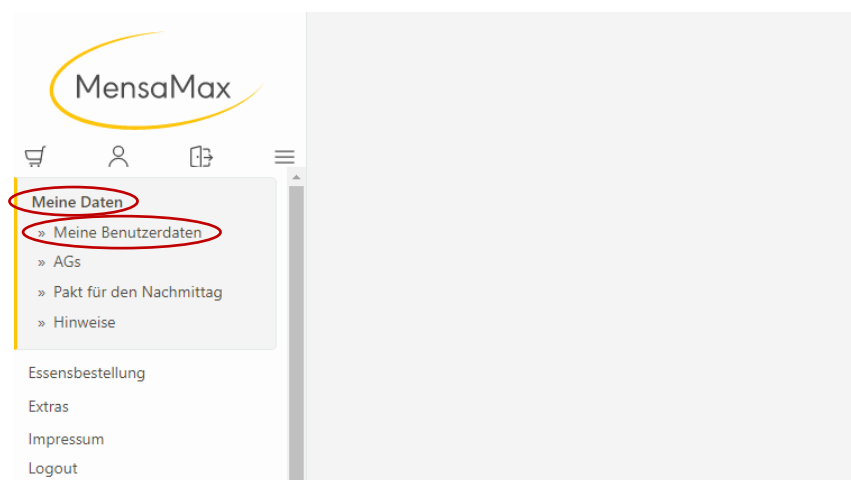 MensaMax
Meine Daten
» Meine Benutzerdaten
» AGs
» Pakt für den Nachmittag
» Hinweise
Essensbestellung
Extras
Impressum
Logout